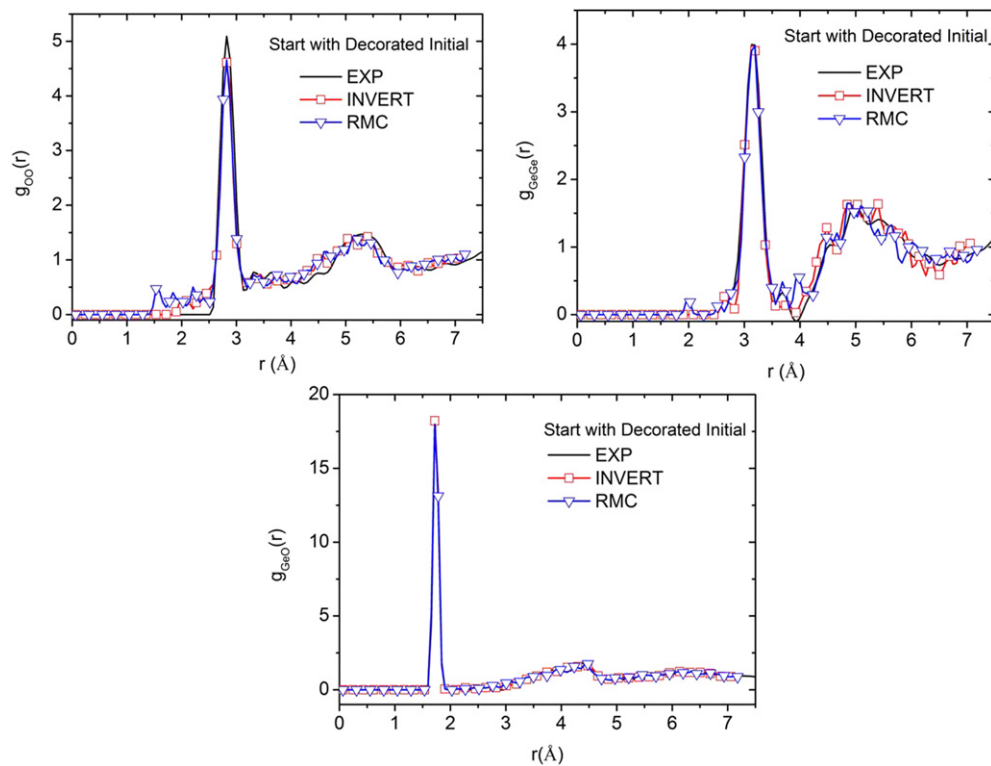 Start with Decorated Initial
EXP
INVERT
RMC
g_OO(r)
5
4
3
2
1
0
0 1 2 3 4 5 6 7
r (Å)
Start with Decorated Initial
EXP
INVERT
RMC
g_GeGe(r)
4
3
2
1
0
0 1 2 3 4 5 6 7
r (Å)
Start with Decorated Initial
EXP
INVERT
RMC
g_GeO(r)
20
15
10
5
0
0 1 2 3 4 5 6 7
r(Å)